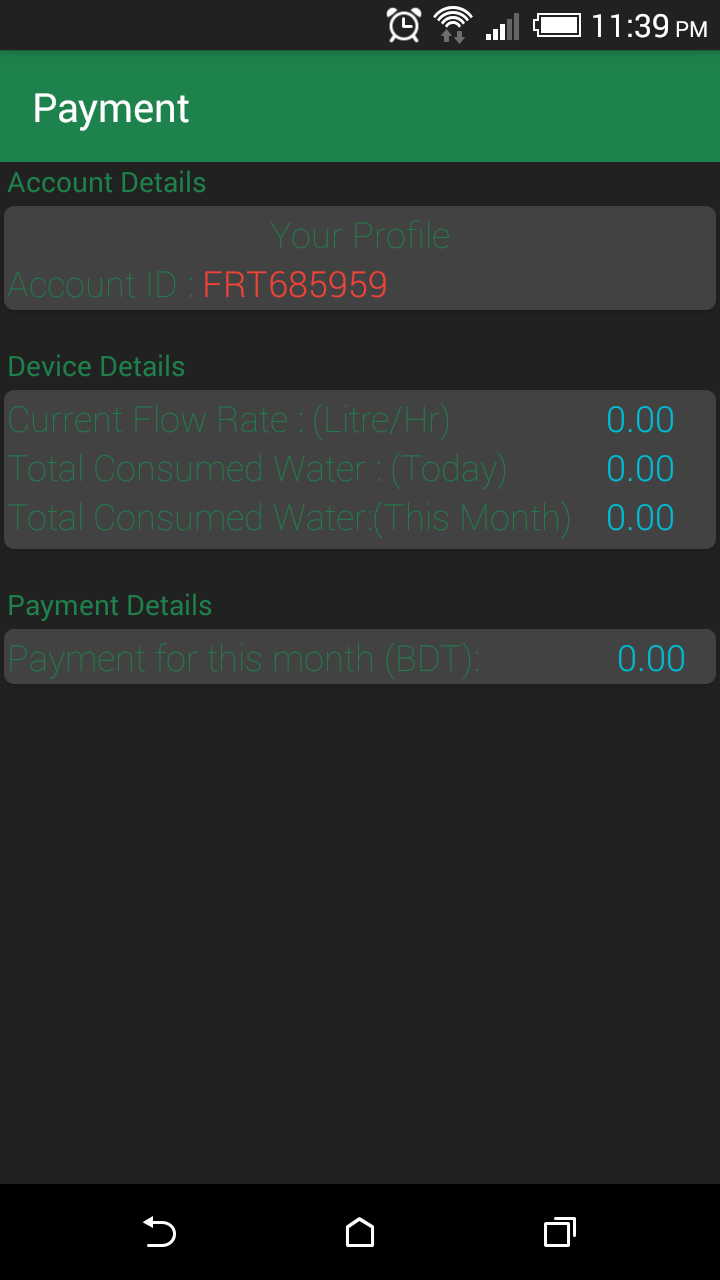 11:39 PM
Payment
Account Details
Your Profile
Account ID : FRT685959
Device Details
Current Flow Rate : (Litre/Hr) 0.00
Total Consumed Water : (Today) 0.00
Total Consumed Water:(This Month) 0.00
Payment Details
Payment for this month (BDT): 0.00